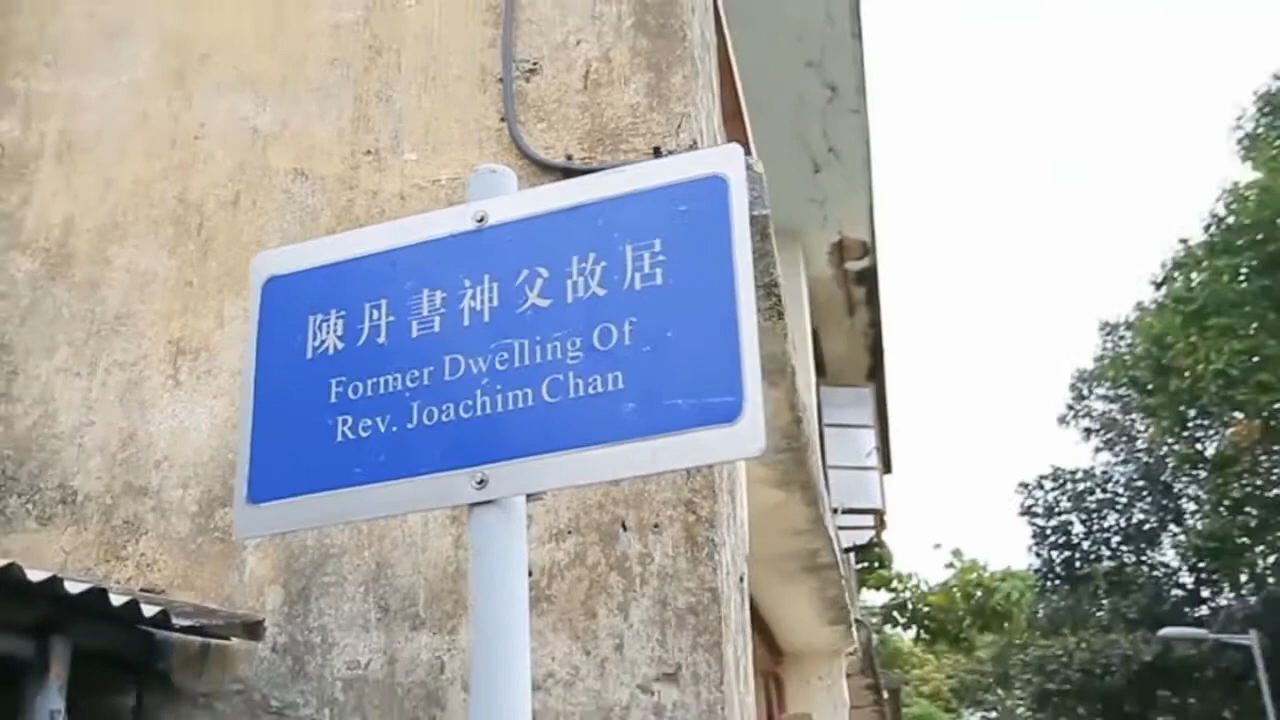 陳丹書神父故居
Former Dwelling Of
Rev. Joachim Chan